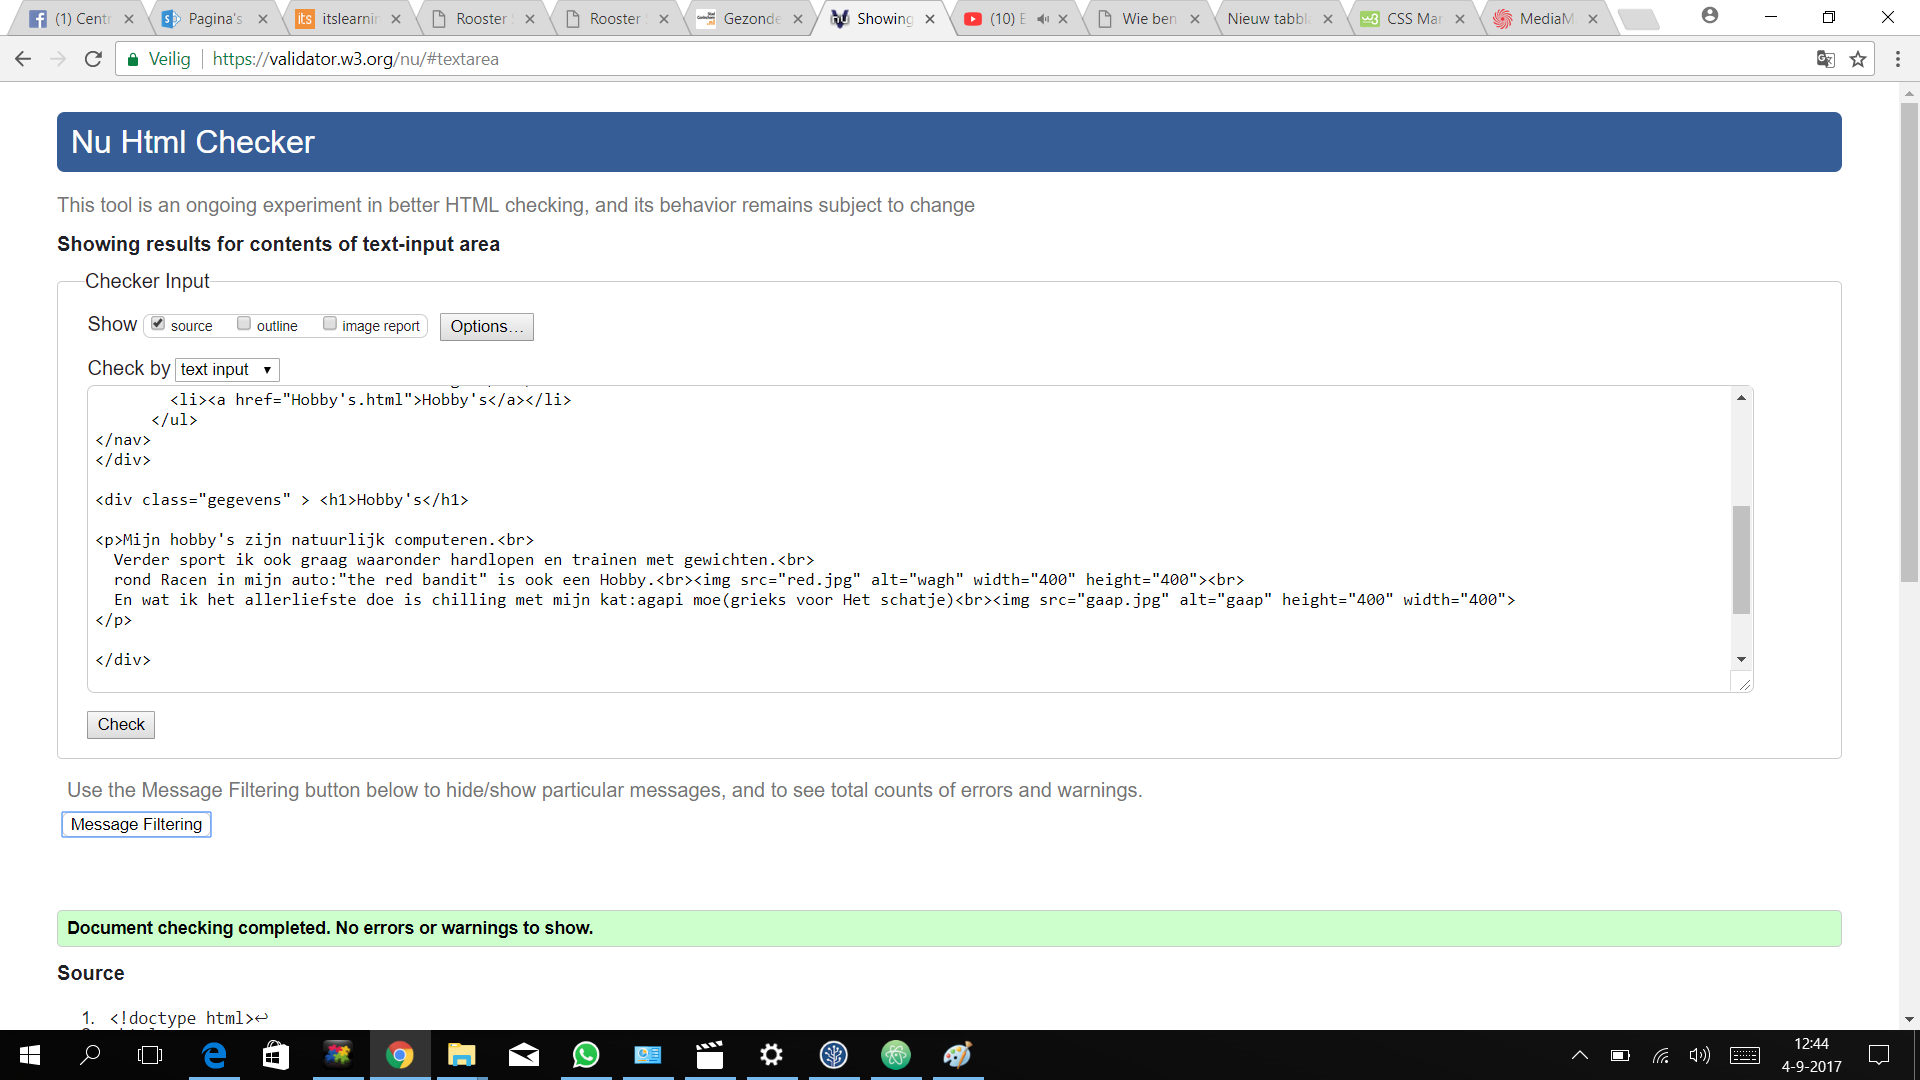 (1) Centr
Pagina's
itslearnin
Rooster
Rooster
Gezonde
Showing
(10) E
Wie ben
Nieuw tabbl
CSS Mar
MediaM
Veilig https://validator.w3.org/nu/#textarea
Nu Html Checker
This tool is an ongoing experiment in better HTML checking, and its behavior remains subject to change
Showing results for contents of text-input area
Checker Input
Show source outline image report Options...
Check by text input
<li><a href="Hobby's.html">Hobby's</a></li>
</ul>
</nav>
</div>
<div class="gegevens" > <h1>Hobby's</h1>
<p>Mijn hobby's zijn natuurlijk computeren.<br>
Verder sport ik ook graag waaronder hardlopen en trainen met gewichten.<br>
rond Racen in mijn auto:"the red bandit" is ook een Hobby.<br><img src="red.jpg" alt="wagh" width="400" height="400"><br>
En wat ik het allerliefste doe is chilling met mijn kat:agapi moe(grieks voor Het schatje)<br><img src="gaap.jpg" alt="gaap" height="400" width="400">
</p>
</div>
Check
Use the Message Filtering button below to hide/show particular messages, and to see total counts of errors and warnings.
Message Filtering
Document checking completed. No errors or warnings to show.
Source
1. <!doctype html>↩
12:44
4-9-2017